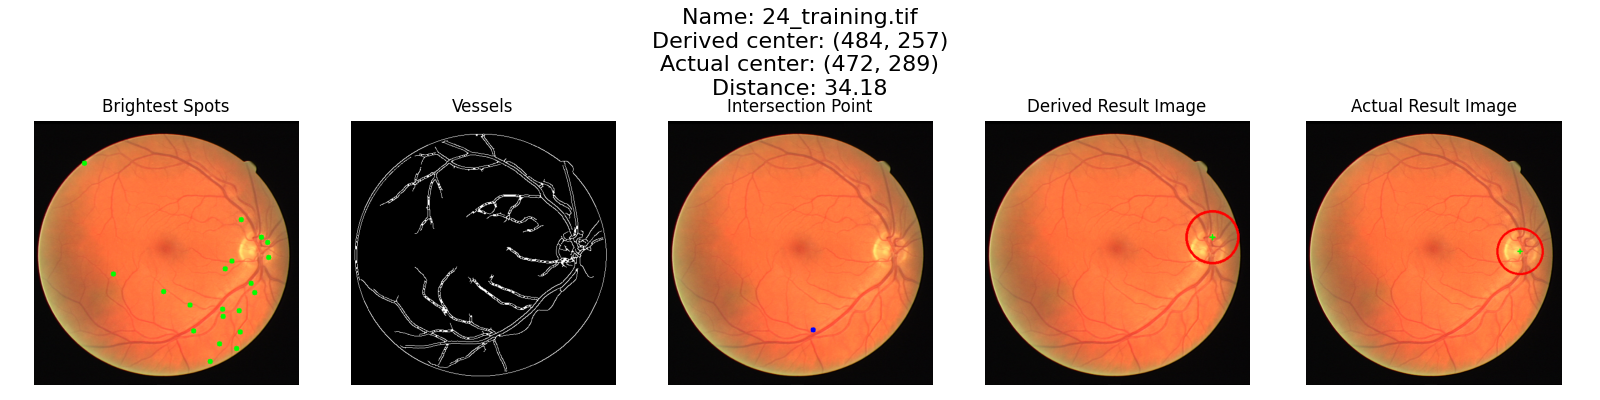 Name: 24_training.tif
Derived center: (484, 257)
Actual center: (472, 289)
Distance: 34.18
Brightest Spots
Vessels
Intersection Point
Derived Result Image
Actual Result Image